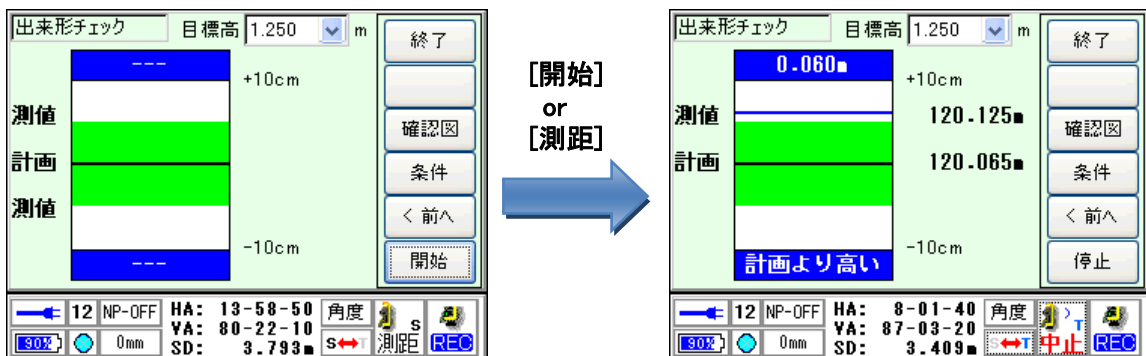 出来形チェック 目標高 1.250 m
終了
---
+10cm
測値
確認図
計画
条件
測値
< 前へ
-10cm
---
開始
12 NP-OFF HA: 13-58-50 角度
VA: 80-22-10 S
90% 0mm SD: 3.793m S↔T 測距 REC
[開始]
or
[測距]
出来形チェック 目標高 1.250 m
終了
0.060m
+10cm
測値 120.125m
確認図
計画 120.065m
条件
< 前へ
-10cm
計画より高い
停止
12 NP-OFF HA: 8-01-40 角度
VA: 87-03-20 T
90% 0mm SD: 3.409m S↔T 中止 REC